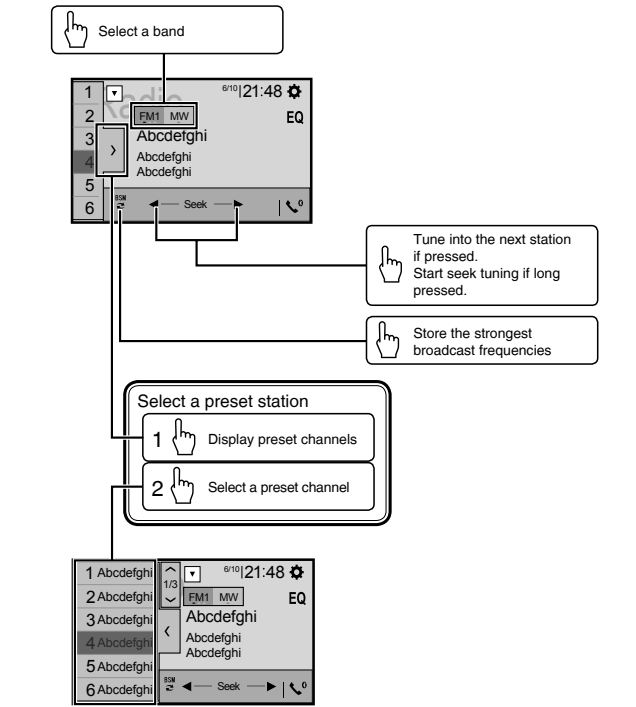 Select a band
1
2
3
4
5
6
Radio
6/10|21:48
FM1 MW
EQ
Abcdefghi
Abcdefghi
Abcdefghi
BSM
Seek
0
Tune into the next station
if pressed.
Start seek tuning if long
pressed.
Store the strongest
broadcast frequencies
Select a preset station
1 Display preset channels
2 Select a preset channel
1 Abcdefghi
2 Abcdefghi
3 Abcdefghi
4 Abcdefghi
5 Abcdefghi
6 Abcdefghi
1/3
6/10|21:48
FM1 MW
EQ
Abcdefghi
Abcdefghi
Abcdefghi
BSM
Seek
0